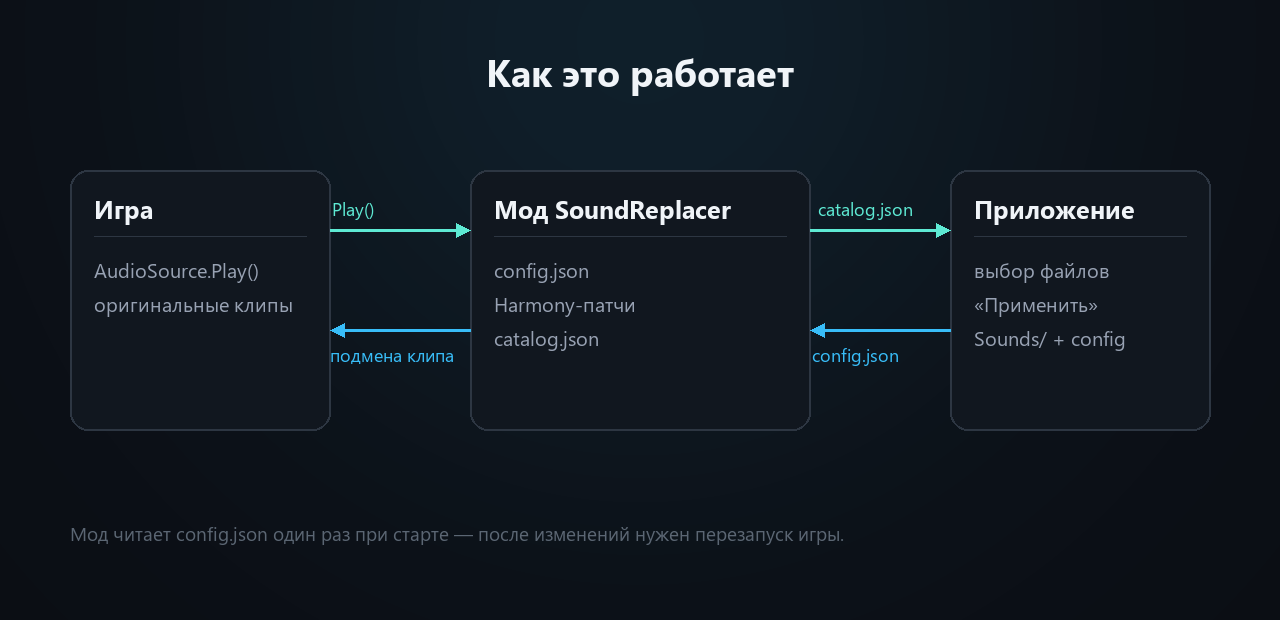 Как это работает
Игра
AudioSource.Play()
оригинальные клипы
Play()
подмена клипа
Мод SoundReplacer
config.json
Harmony-патчи
catalog.json
catalog.json
config.json
Приложение
выбор файлов
«Применить»
Sounds/ + config
Мод читает config.json один раз при старте — после изменений нужен перезапуск игры.